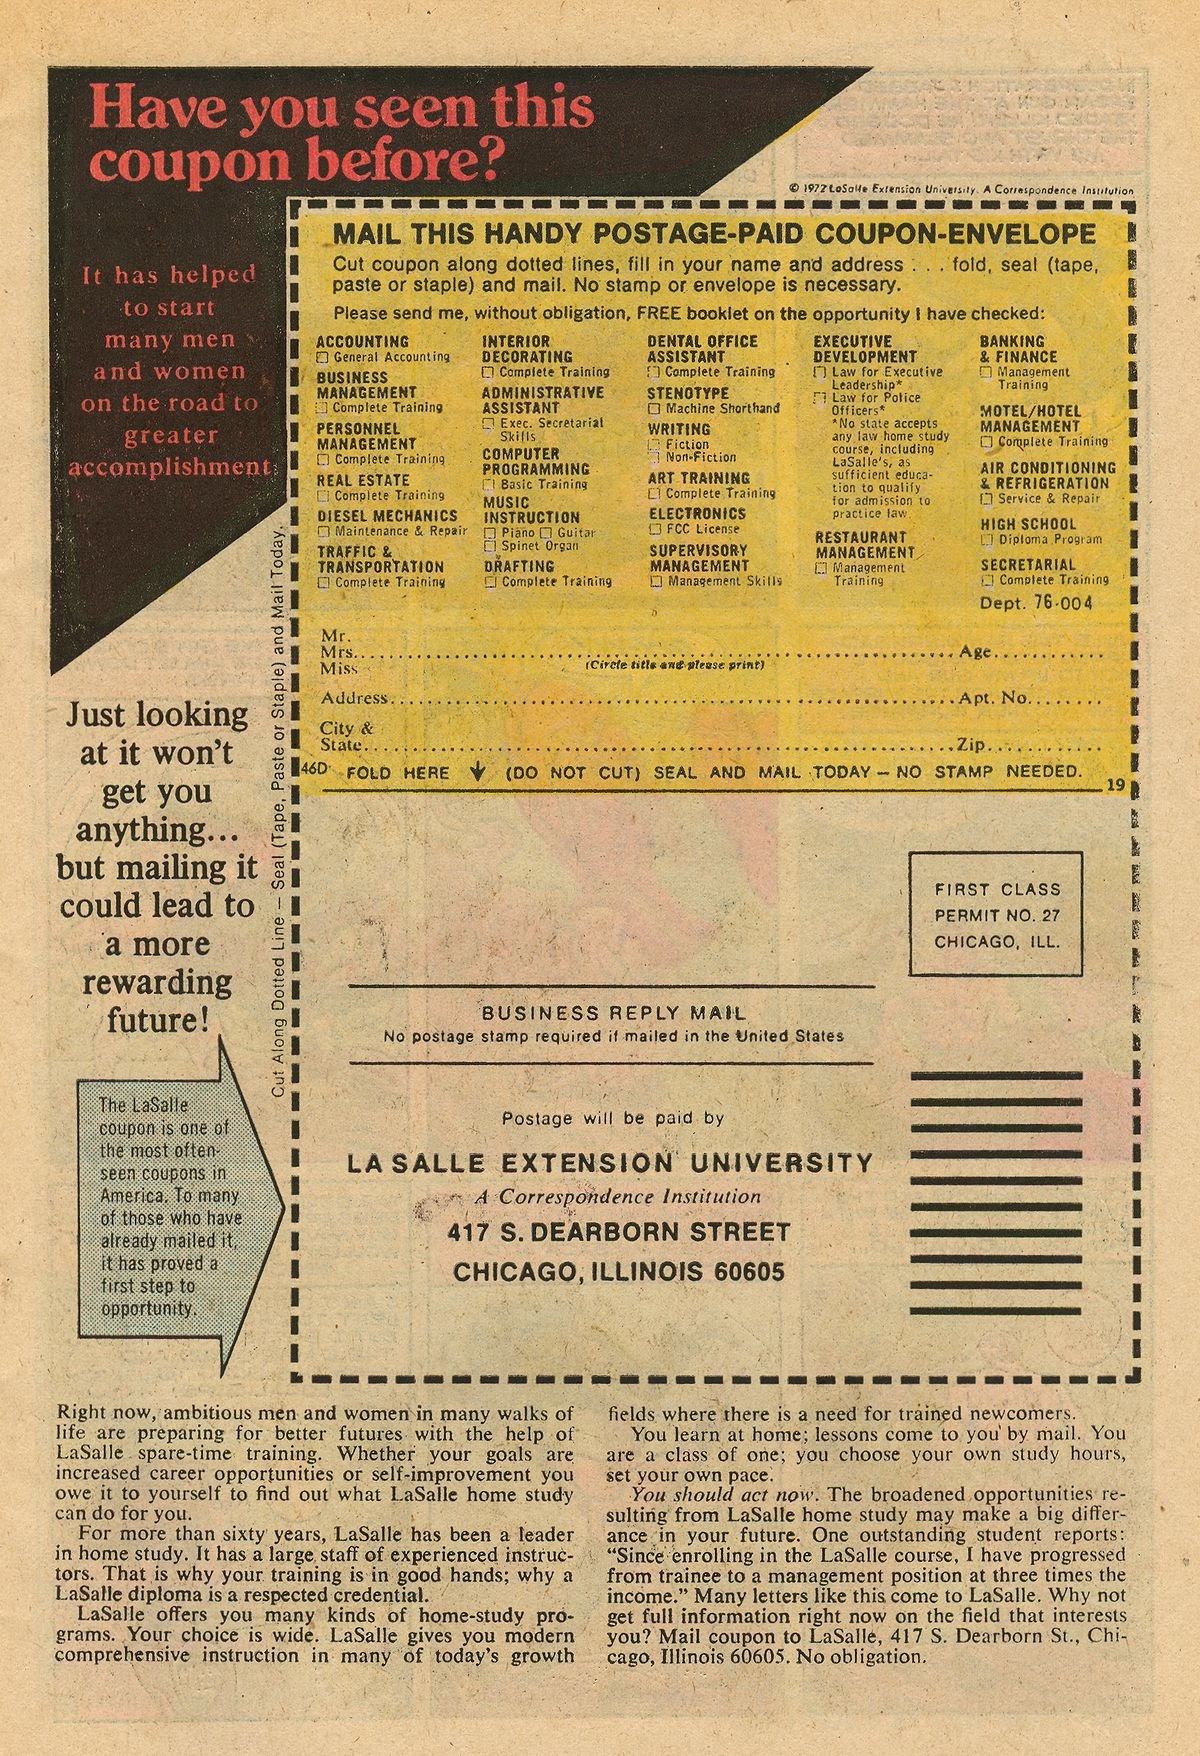 Have you seen this
coupon before?
© 1972 LaSalle Extension University. A Correspondence Institution
It has helped
to start
many men
and women
on the road to
greater
accomplishment
MAIL THIS HANDY POSTAGE-PAID COUPON-ENVELOPE
Cut coupon along dotted lines, fill in your name and address . . . fold, seal (tape,
paste or staple) and mail. No stamp or envelope is necessary.
Please send me, without obligation, FREE booklet on the opportunity I have checked:
ACCOUNTING
☐ General Accounting
BUSINESS
MANAGEMENT
☐ Complete Training
PERSONNEL
MANAGEMENT
☐ Complete Training
REAL ESTATE
☐ Complete Training
DIESEL MECHANICS
☐ Maintenance & Repair
TRAFFIC &
TRANSPORTATION
☐ Complete Training
INTERIOR
DECORATING
☐ Complete Training
ADMINISTRATIVE
ASSISTANT
☐ Exec. Secretarial
Skills
COMPUTER
PROGRAMMING
☐ Basic Training
MUSIC
INSTRUCTION
☐ Piano ☐ Guitar
☐ Spinet Organ
DRAFTING
☐ Complete Training
DENTAL OFFICE
ASSISTANT
☐ Complete Training
STENOTYPE
☐ Machine Shorthand
WRITING
☐ Fiction
☐ Non-Fiction
ART TRAINING
☐ Complete Training
ELECTRONICS
☐ FCC License
SUPERVISORY
MANAGEMENT
☐ Management Skills
EXECUTIVE
DEVELOPMENT
☐ Law for Executive
Leadership*
☐ Law for Police
Officers*
*No state accepts
any law home study
course, including
LaSalle's, as
sufficient educa-
tion to qualify
for admission to
practice law.
RESTAURANT
MANAGEMENT
☐ Management
Training
BANKING
& FINANCE
☐ Management
Training
MOTEL/HOTEL
MANAGEMENT
☐ Complete Training
AIR CONDITIONING
& REFRIGERATION
☐ Service & Repair
HIGH SCHOOL
☐ Diploma Program
SECRETARIAL
☐ Complete Training
Dept. 76-004
Mr.
Mrs. Age
Miss (Circle title and please print)
Address Apt. No.
City &
State Zip
46D FOLD HERE ↓ (DO NOT CUT) SEAL AND MAIL TODAY – NO STAMP NEEDED.
19
Cut Along Dotted Line – Seal (Tape, Paste or Staple) and Mail Today.
Just looking
at it won't
get you
anything...
but mailing it
could lead to
a more
rewarding
future!
The LaSalle
coupon is one of
the most often-
seen coupons in
America. To many
of those who have
already mailed it,
it has proved a
first step to
opportunity.
FIRST CLASS
PERMIT NO. 27
CHICAGO, ILL.
BUSINESS REPLY MAIL
No postage stamp required if mailed in the United States
Postage will be paid by
LA SALLE EXTENSION UNIVERSITY
A Correspondence Institution
417 S. DEARBORN STREET
CHICAGO, ILLINOIS 60605
Right now, ambitious men and women in many walks of
life are preparing for better futures with the help of
LaSalle spare-time training. Whether your goals are
increased career opportunities or self-improvement you
owe it to yourself to find out what LaSalle home study
can do for you.
For more than sixty years, LaSalle has been a leader
in home study. It has a large staff of experienced instruc-
tors. That is why your training is in good hands; why a
LaSalle diploma is a respected credential.
LaSalle offers you many kinds of home-study pro-
grams. Your choice is wide. LaSalle gives you modern
comprehensive instruction in many of today's growth
fields where there is a need for trained newcomers.
You learn at home; lessons come to you by mail. You
are a class of one; you choose your own study hours,
set your own pace.
You should act now. The broadened opportunities re-
sulting from LaSalle home study may make a big differ-
ance in your future. One outstanding student reports:
“Since enrolling in the LaSalle course, I have progressed
from trainee to a management position at three times the
income.” Many letters like this come to LaSalle. Why not
get full information right now on the field that interests
you? Mail coupon to LaSalle, 417 S. Dearborn St., Chi-
cago, Illinois 60605. No obligation.